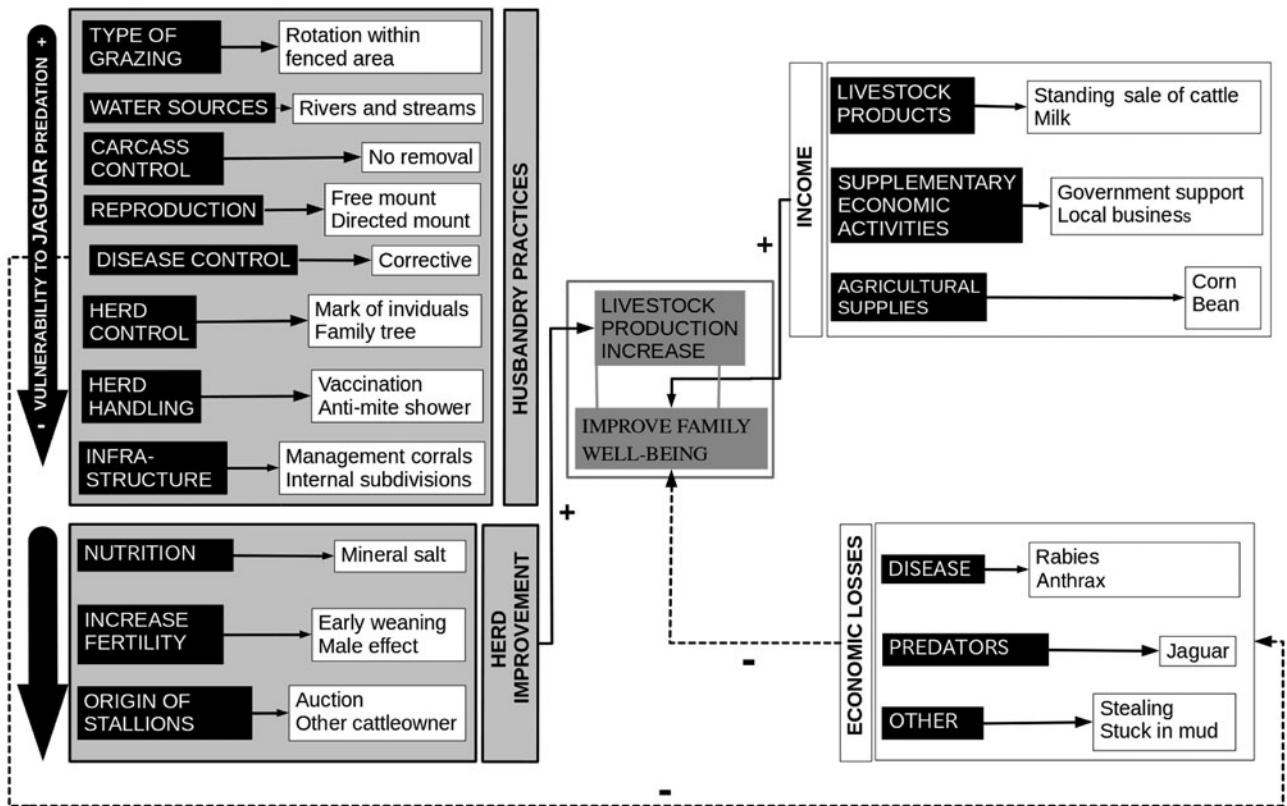 - VULNERABILITY TO JAGUAR PREDATION +
TYPE OF
GRAZING
Rotation within
fenced area
WATER SOURCES
Rivers and streams
CARCASS
CONTROL
No removal
REPRODUCTION
Free mount
Directed mount
DISEASE CONTROL
Corrective
HERD
CONTROL
Mark of inviduals
Family tree
HERD
HANDLING
Vaccination
Anti-mite shower
INFRA-
STRUCTURE
Management corrals
Internal subdivisions
HUSBANDRY PRACTICES
NUTRITION
Mineral salt
INCREASE
FERTILITY
Early weaning
Male effect
ORIGIN OF
STALLIONS
Auction
Other cattleowner
HERD
IMPROVEMENT
+
LIVESTOCK
PRODUCTION
INCREASE
IMPROVE FAMILY
WELL-BEING
+
INCOME
LIVESTOCK
PRODUCTS
Standing sale of cattle
Milk
SUPPLEMENTARY
ECONOMIC
ACTIVITIES
Government support
Local business
AGRICULTURAL
SUPPLIES
Corn
Bean
-
ECONOMIC LOSSES
DISEASE
Rabies
Anthrax
PREDATORS
Jaguar
OTHER
Stealing
Stuck in mud
-